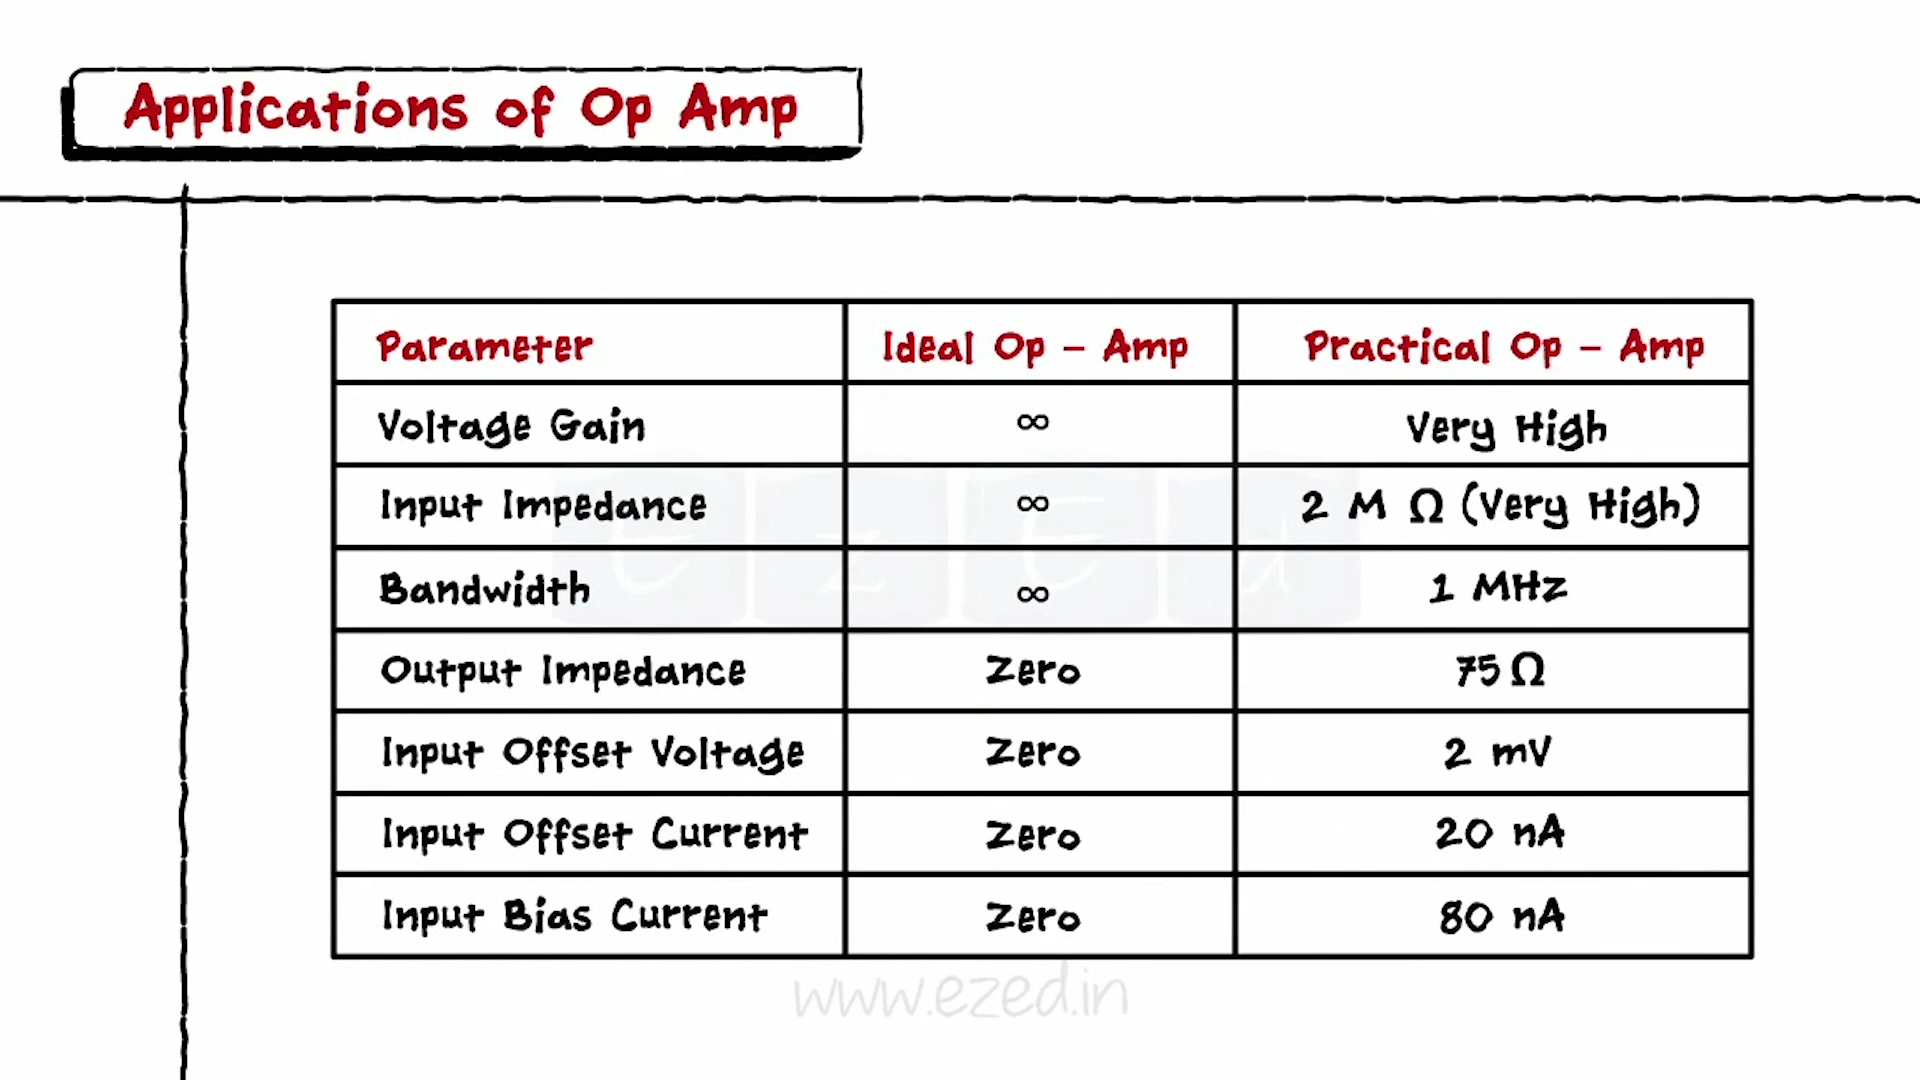 Applications of Op Amp
Parameter Ideal Op – Amp Practical Op – Amp
Voltage Gain ∞ Very High
Input Impedance ∞ 2 M Ω (Very High)
Bandwidth ∞ 1 MHz
Output Impedance Zero 75 Ω
Input Offset Voltage Zero 2 mV
Input Offset Current Zero 20 nA
Input Bias Current Zero 80 nA
EzEd
www.ezed.in